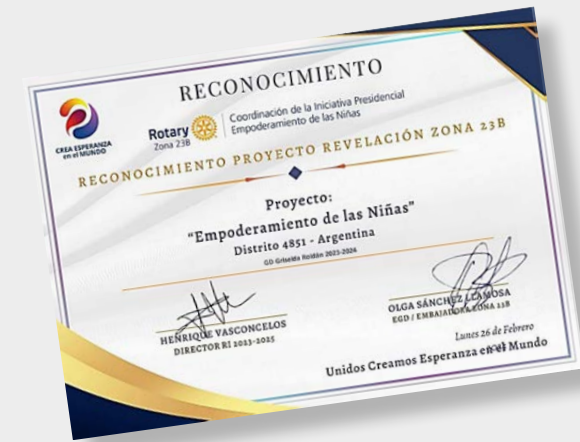 RECONOCIMIENTO
CREA ESPERANZA
en el MUNDO
Rotary
Zona 23B
Coordinación de la Iniciativa Presidencial
Empoderamiento de las Niñas
RECONOCIMIENTO PROYECTO REVELACIÓN ZONA 23B
Proyecto:
"Empoderamiento de las Niñas"
Distrito 4851 - Argentina
GD Griselda Roldán 2023-2024
HENRIQUE VASCONCELOS
DIRECTOR RI 2023-2025
OLGA SÁNCHEZ LLAMOSA
EGD / EMBAJADORA ZONA 23B
Lunes 26 de Febrero
Unidos Creamos Esperanza en el Mundo